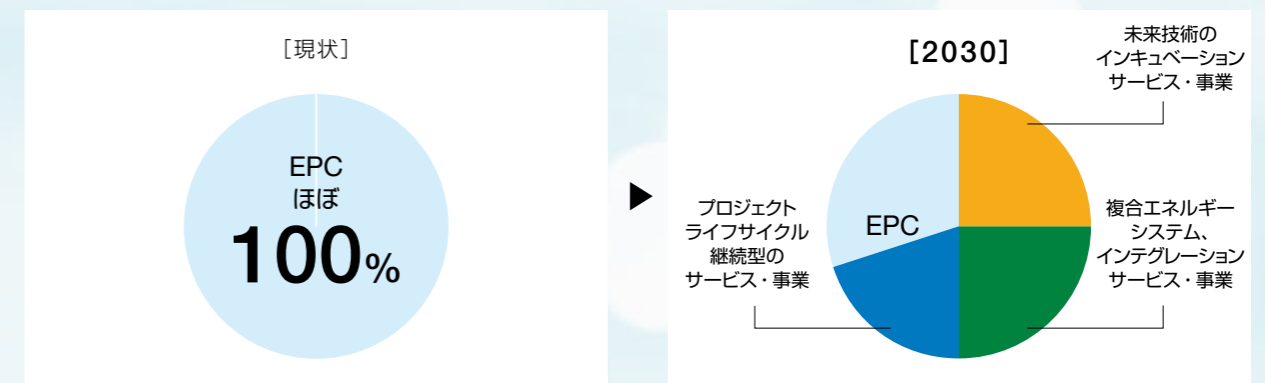 [現状]
EPC
ほぼ
100%
▶
[2030]
未来技術の
インキュベーション
サービス・事業
EPC
プロジェクト
ライフサイクル
継続型の
サービス・事業
複合エネルギー
システム、
インテグレーション
サービス・事業